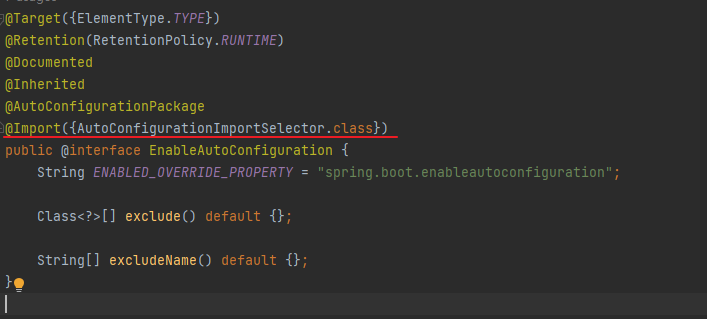 @Target({ElementType.TYPE})
@Retention(RetentionPolicy.RUNTIME)
@Documented
@Inherited
@AutoConfigurationPackage
@Import({AutoConfigurationImportSelector.class})
public @interface EnableAutoConfiguration {
    String ENABLED_OVERRIDE_PROPERTY = "spring.boot.enableautoconfiguration";
    Class<?>[] exclude() default {};
    String[] excludeName() default {};
}